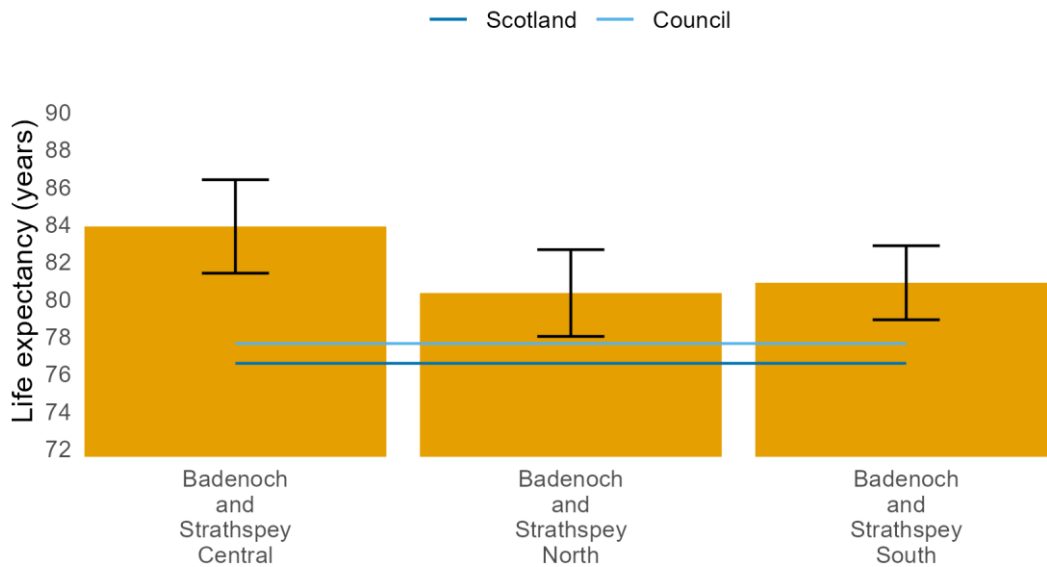 Scotland Council
Life expectancy (years)
90
88
86
84
82
80
78
76
74
72
Badenoch
and
Strathspey
Central
Badenoch
and
Strathspey
North
Badenoch
and
Strathspey
South